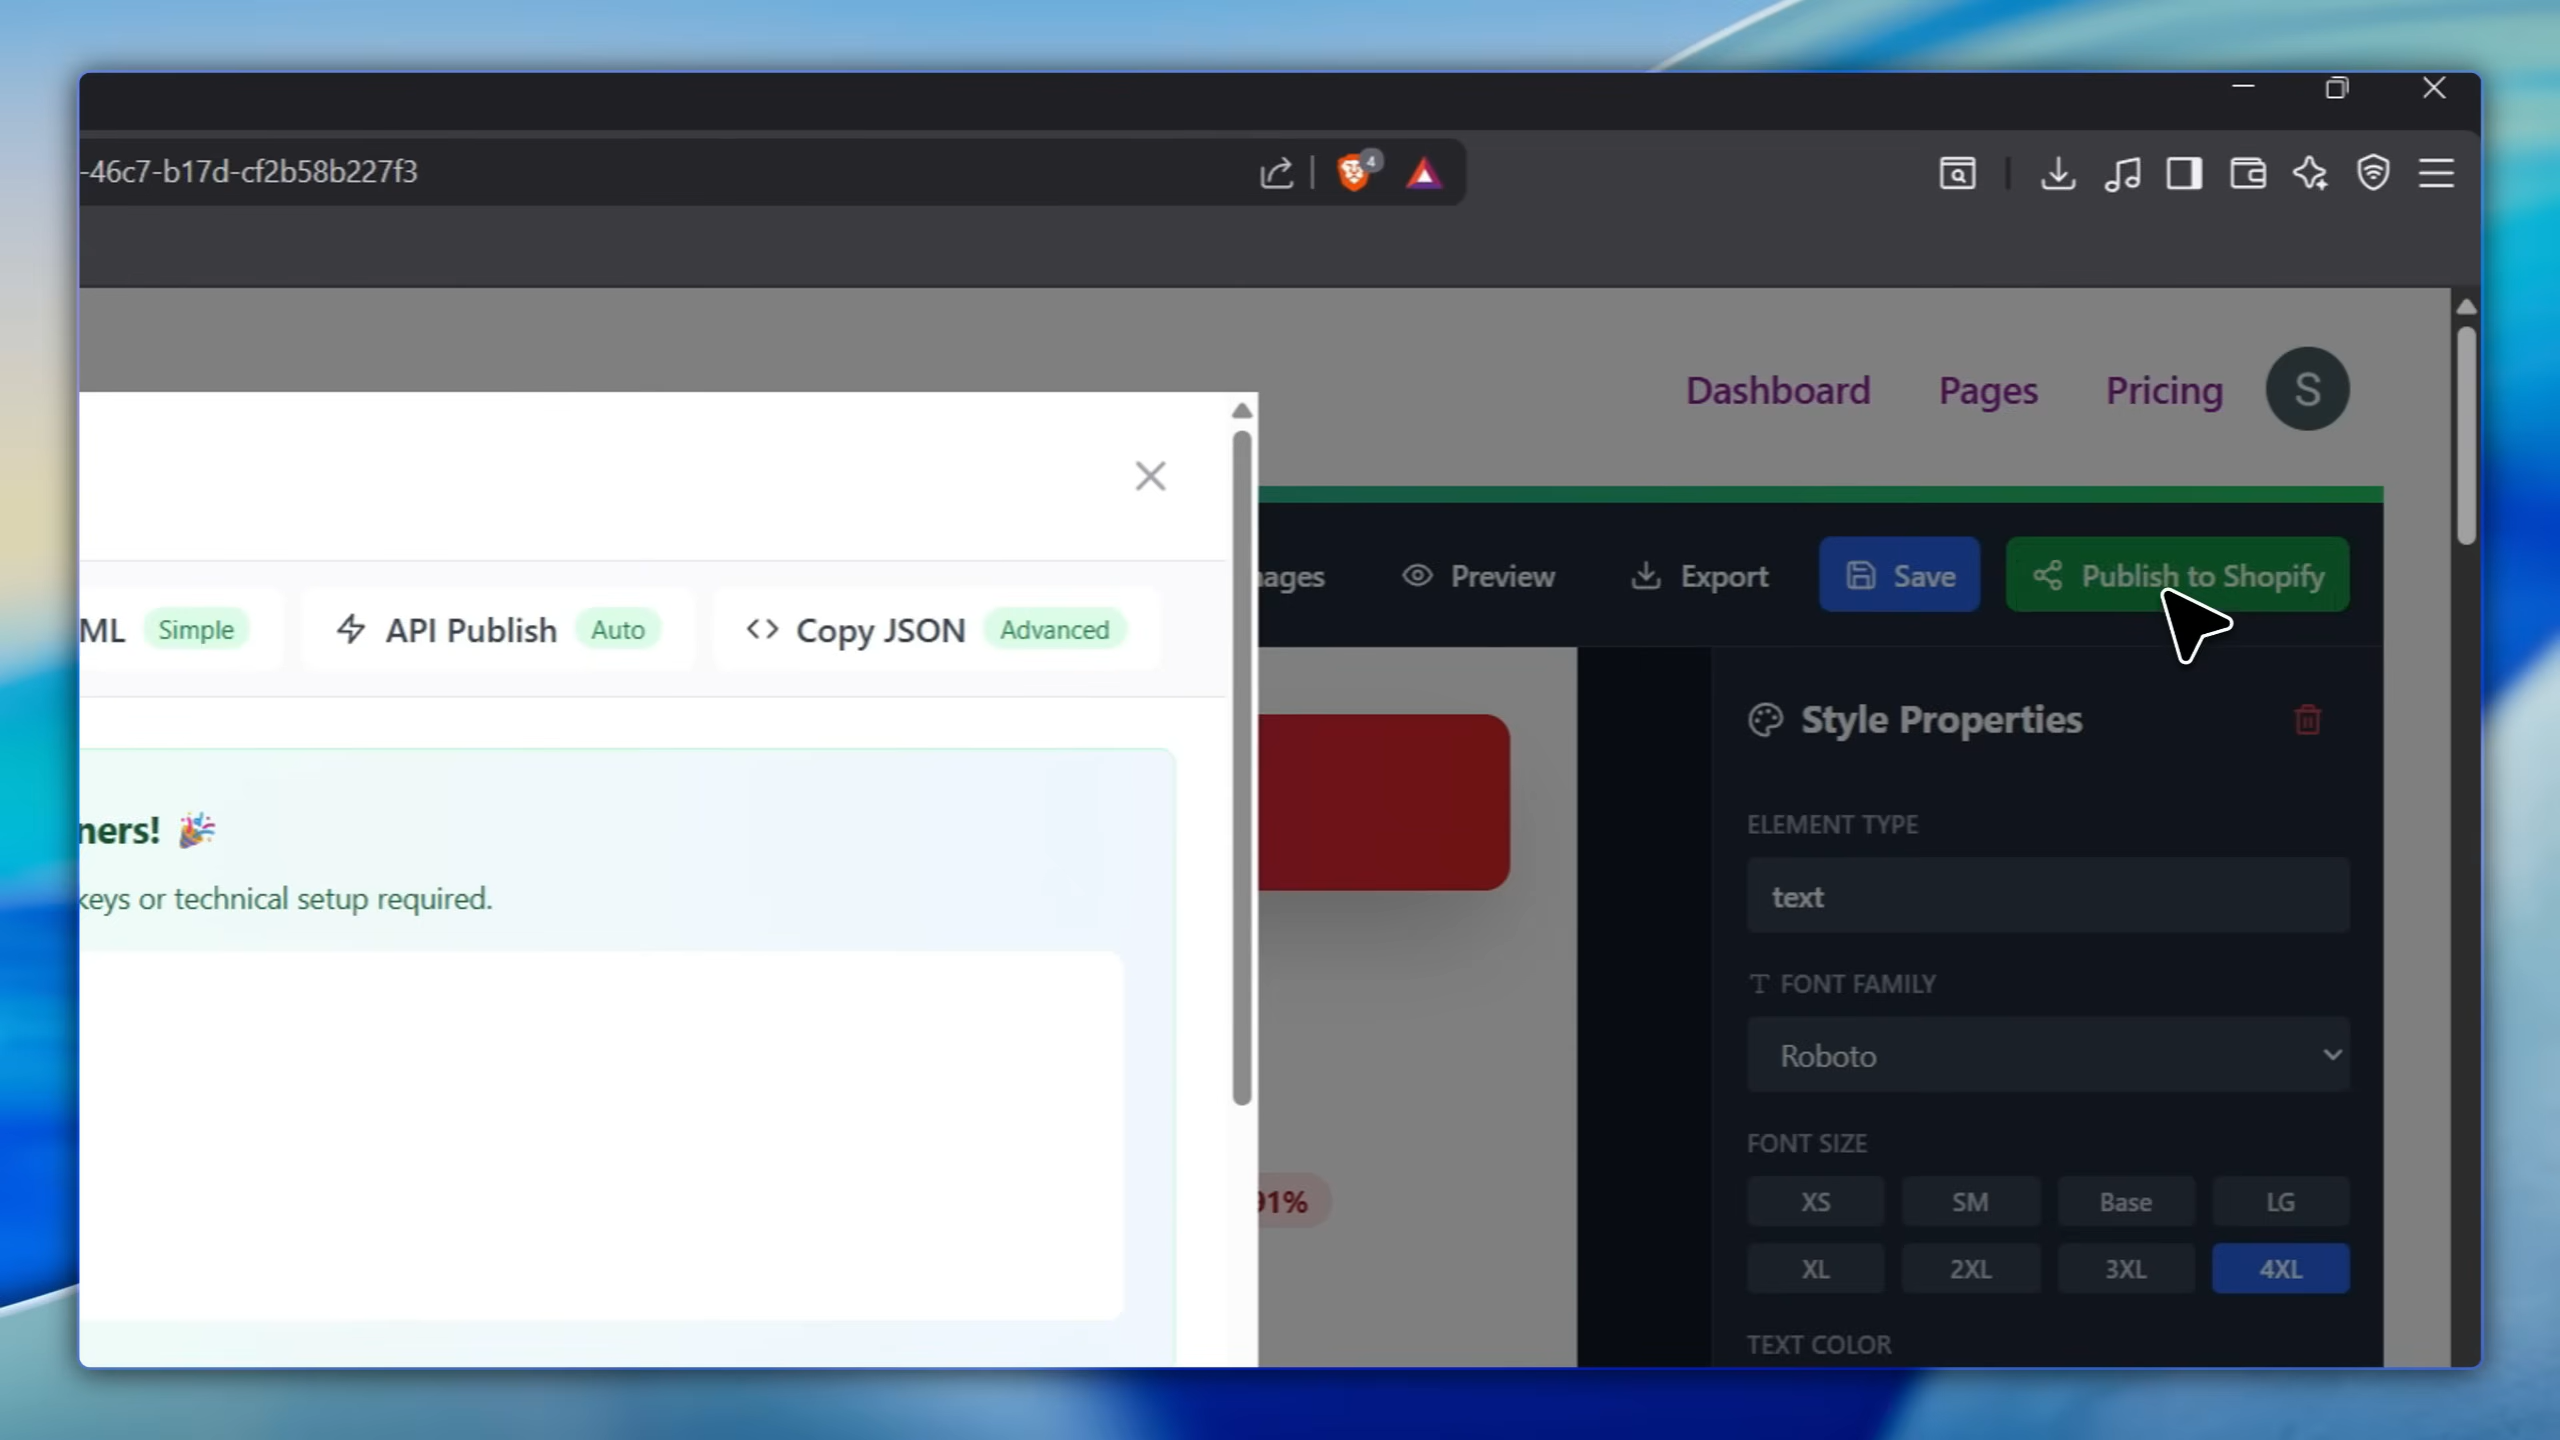 -46c7-b17d-cf2b58b227f3
4
Dashboard Pages Pricing S
Preview Export Save Publish to Shopify
ML Simple API Publish Auto Copy JSON Advanced
Style Properties
ners! 🎉
ELEMENT TYPE
keys or technical setup required.
text
T FONT FAMILY
Roboto
FONT SIZE
XS SM Base LG
91%
XL 2XL 3XL 4XL
TEXT COLOR